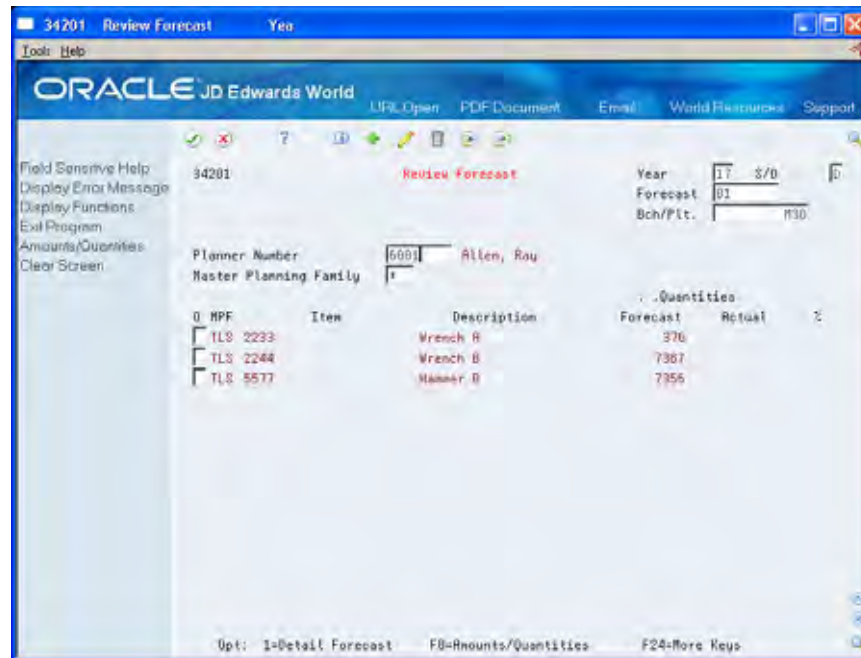 34201 Review Forecast Yea
Tools Help
ORACLE JD Edwards World
URL Open PDF Document Email World Resources Support
Field Sensitive Help
Display Error Message
Display Functions
Exit Program
Amounts/Quantities
Clear Screen
34201 Review Forecast Year 17 S/D D
Forecast 01
Bch/Plt. M30
Planner Number 6001 Allen, Ray
Master Planning Family *
. .Quantities
O MPF Item Description Forecast Actual %
TLS 2233 Wrench A 376
TLS 2244 Wrench B 7367
TLS 5577 Hammer D 7356
Opt: 1=Detail Forecast F8=Amounts/Quantities F24=More Keys